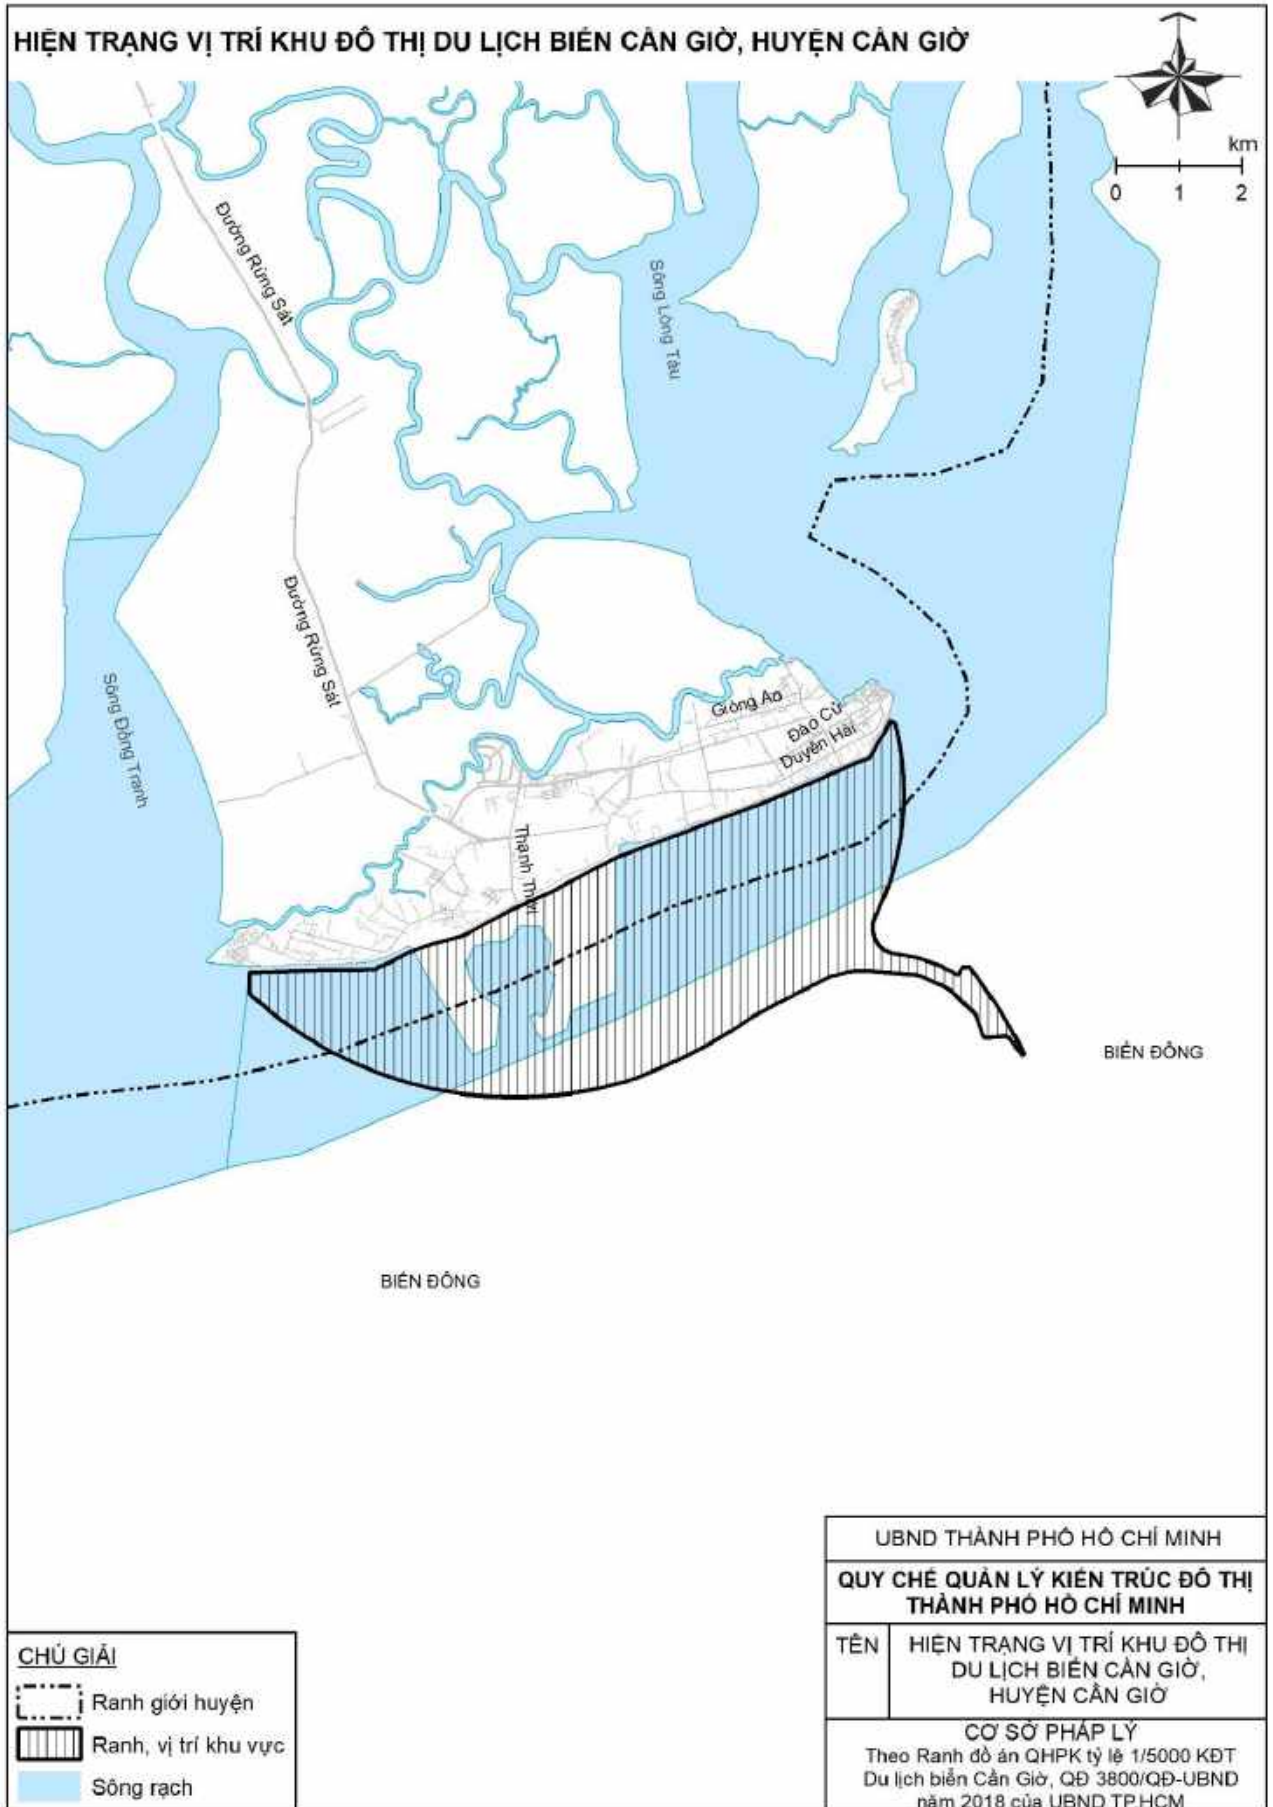 HIỆN TRẠNG VỊ TRÍ KHU ĐÔ THỊ DU LỊCH BIỂN CẦN GIỜ, HUYỆN CẦN GIỜ
km
0 1 2
Đường Rừng Sát
Sông Lòng Tàu
Đường Rừng Sát
Sông Đồng Tranh
Giồng Ao
Đào Cử
Duyên Hải
Thạnh Thới
BIỂN ĐÔNG
BIỂN ĐÔNG
UBND THÀNH PHỐ HỒ CHÍ MINH
QUY CHẾ QUẢN LÝ KIẾN TRÚC ĐÔ THỊ
THÀNH PHỐ HỒ CHÍ MINH
TÊN
HIỆN TRẠNG VỊ TRÍ KHU ĐÔ THỊ
DU LỊCH BIỂN CẦN GIỜ,
HUYỆN CẦN GIỜ
CƠ SỞ PHÁP LÝ
Theo Ranh đồ án QHPK tỷ lệ 1/5000 KĐT
Du lịch biển Cần Giờ, QĐ 3800/QĐ-UBND
năm 2018 của UBND TP.HCM
CHÚ GIẢI
Ranh giới huyện
Ranh, vị trí khu vực
Sông rạch